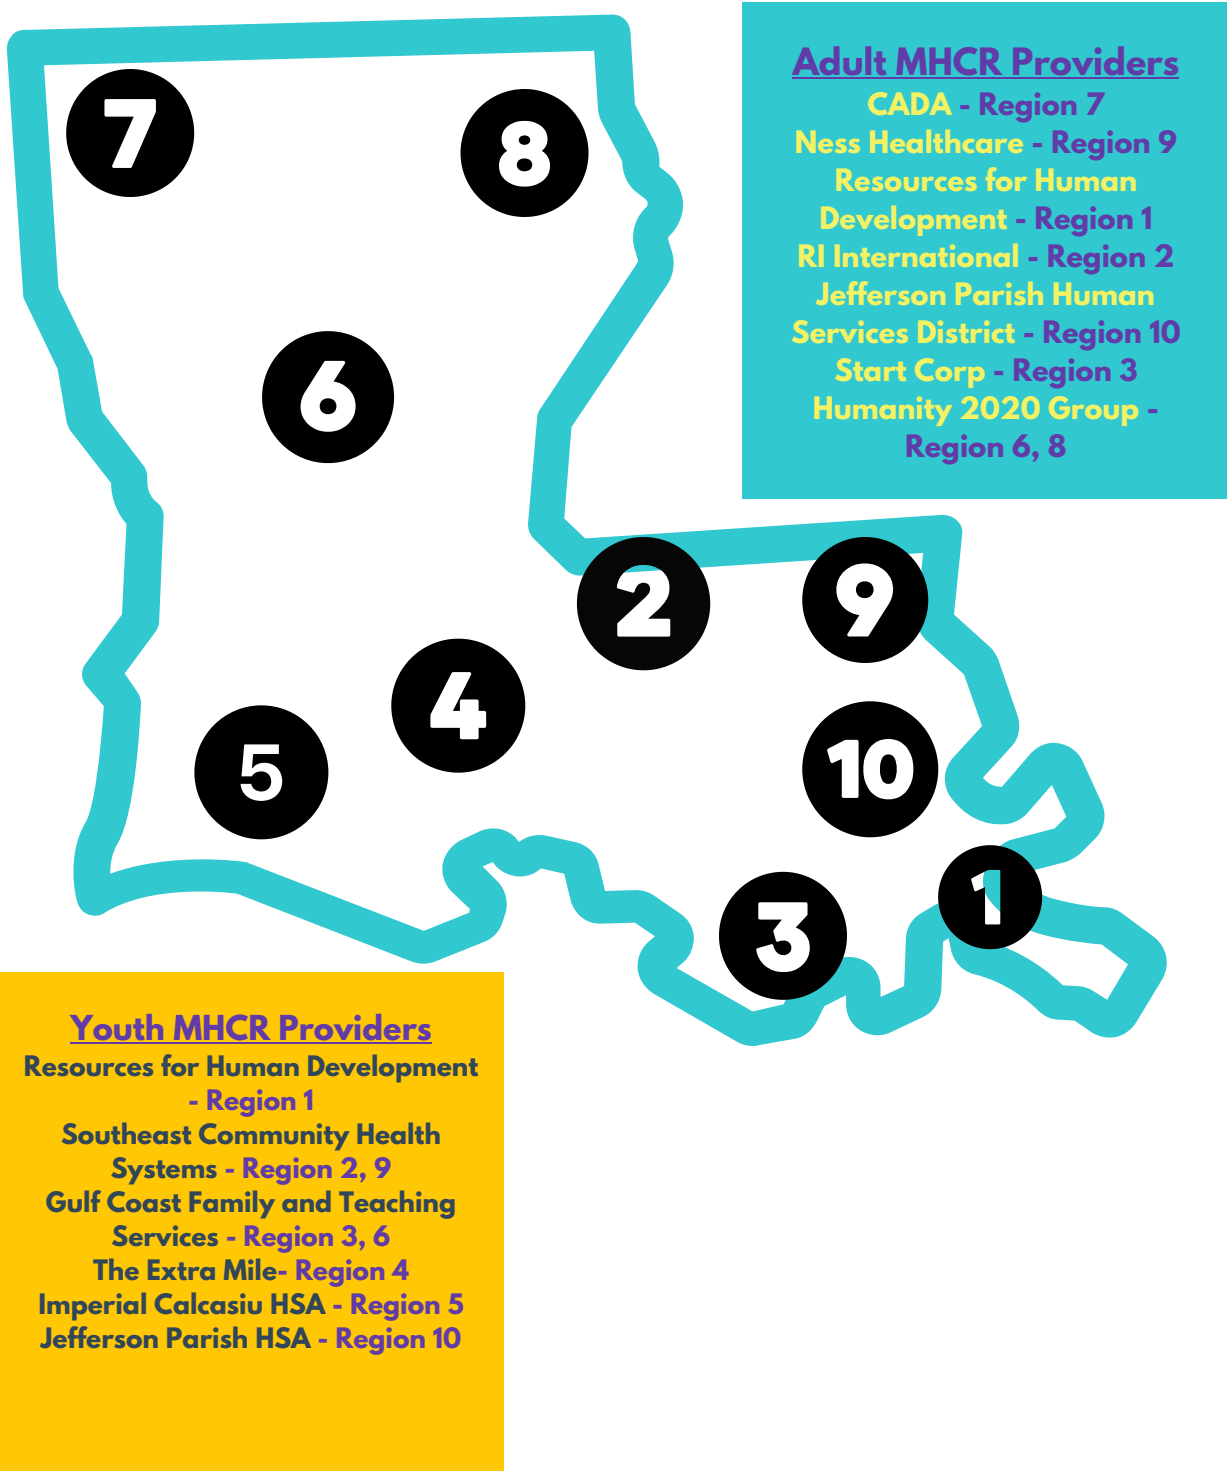 7
8
6
2
9
4
5
10
1
3
Adult MHCR Providers
CADA - Region 7
Ness Healthcare - Region 9
Resources for Human
Development - Region 1
RI International - Region 2
Jefferson Parish Human
Services District - Region 10
Start Corp - Region 3
Humanity 2020 Group -
Region 6, 8
Youth MHCR Providers
Resources for Human Development
- Region 1
Southeast Community Health
Systems - Region 2, 9
Gulf Coast Family and Teaching
Services - Region 3, 6
The Extra Mile- Region 4
Imperial Calcasiu HSA - Region 5
Jefferson Parish HSA - Region 10